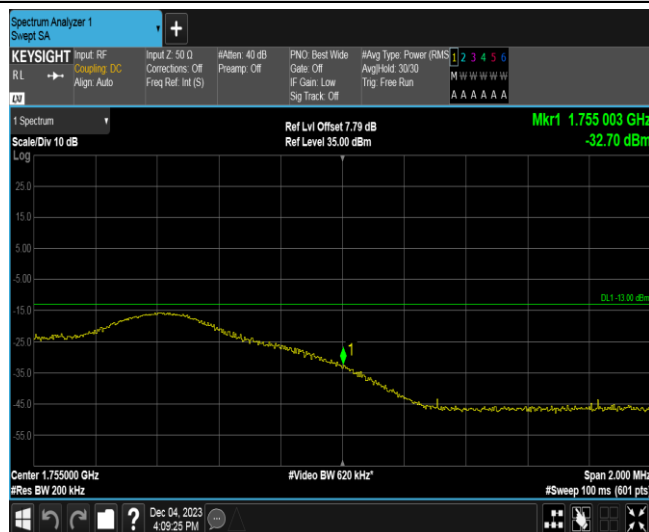 Spectrum Analyzer 1
Swept SA
KEYSIGHT
RL
LXI
Input: RF
Coupling: DC
Align: Auto
Input Z: 50 Ω
Corrections: Off
Freq Ref: Int (S)
#Atten: 40 dB
Preamp: Off
PNO: Best Wide
Gate: Off
IF Gain: Low
Sig Track: Off
#Avg Type: Power (RMS
Avg|Hold: 30/30
Trig: Free Run
1 2 3 4 5 6
M W W W W W
A A A A A A
1 Spectrum
Scale/Div 10 dB
Ref Lvl Offset 7.79 dB
Ref Level 35.00 dBm
Mkr1 1.755 003 GHz
-32.70 dBm
Log
25.0
15.0
5.00
-5.00
DL1 -13.00 dBm
-15.0
-25.0
1
-35.0
-45.0
-55.0
Center 1.755000 GHz
#Res BW 200 kHz
#Video BW 620 kHz*
Span 2.000 MHz
#Sweep 100 ms (601 pts)
?
Dec 04, 2023
4:09:25 PM